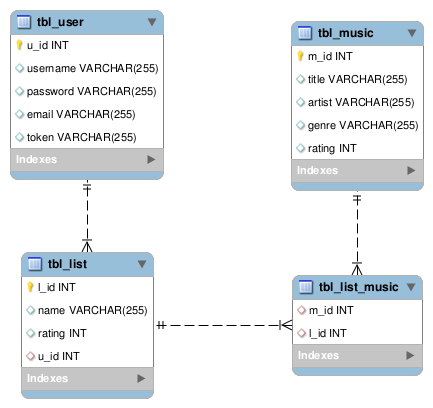 tbl_user
u_id INT
username VARCHAR(255)
password VARCHAR(255)
email VARCHAR(255)
token VARCHAR(255)
Indexes
tbl_music
m_id INT
title VARCHAR(255)
artist VARCHAR(255)
genre VARCHAR(255)
rating INT
Indexes
tbl_list
l_id INT
name VARCHAR(255)
rating INT
u_id INT
Indexes
tbl_list_music
m_id INT
l_id INT
Indexes